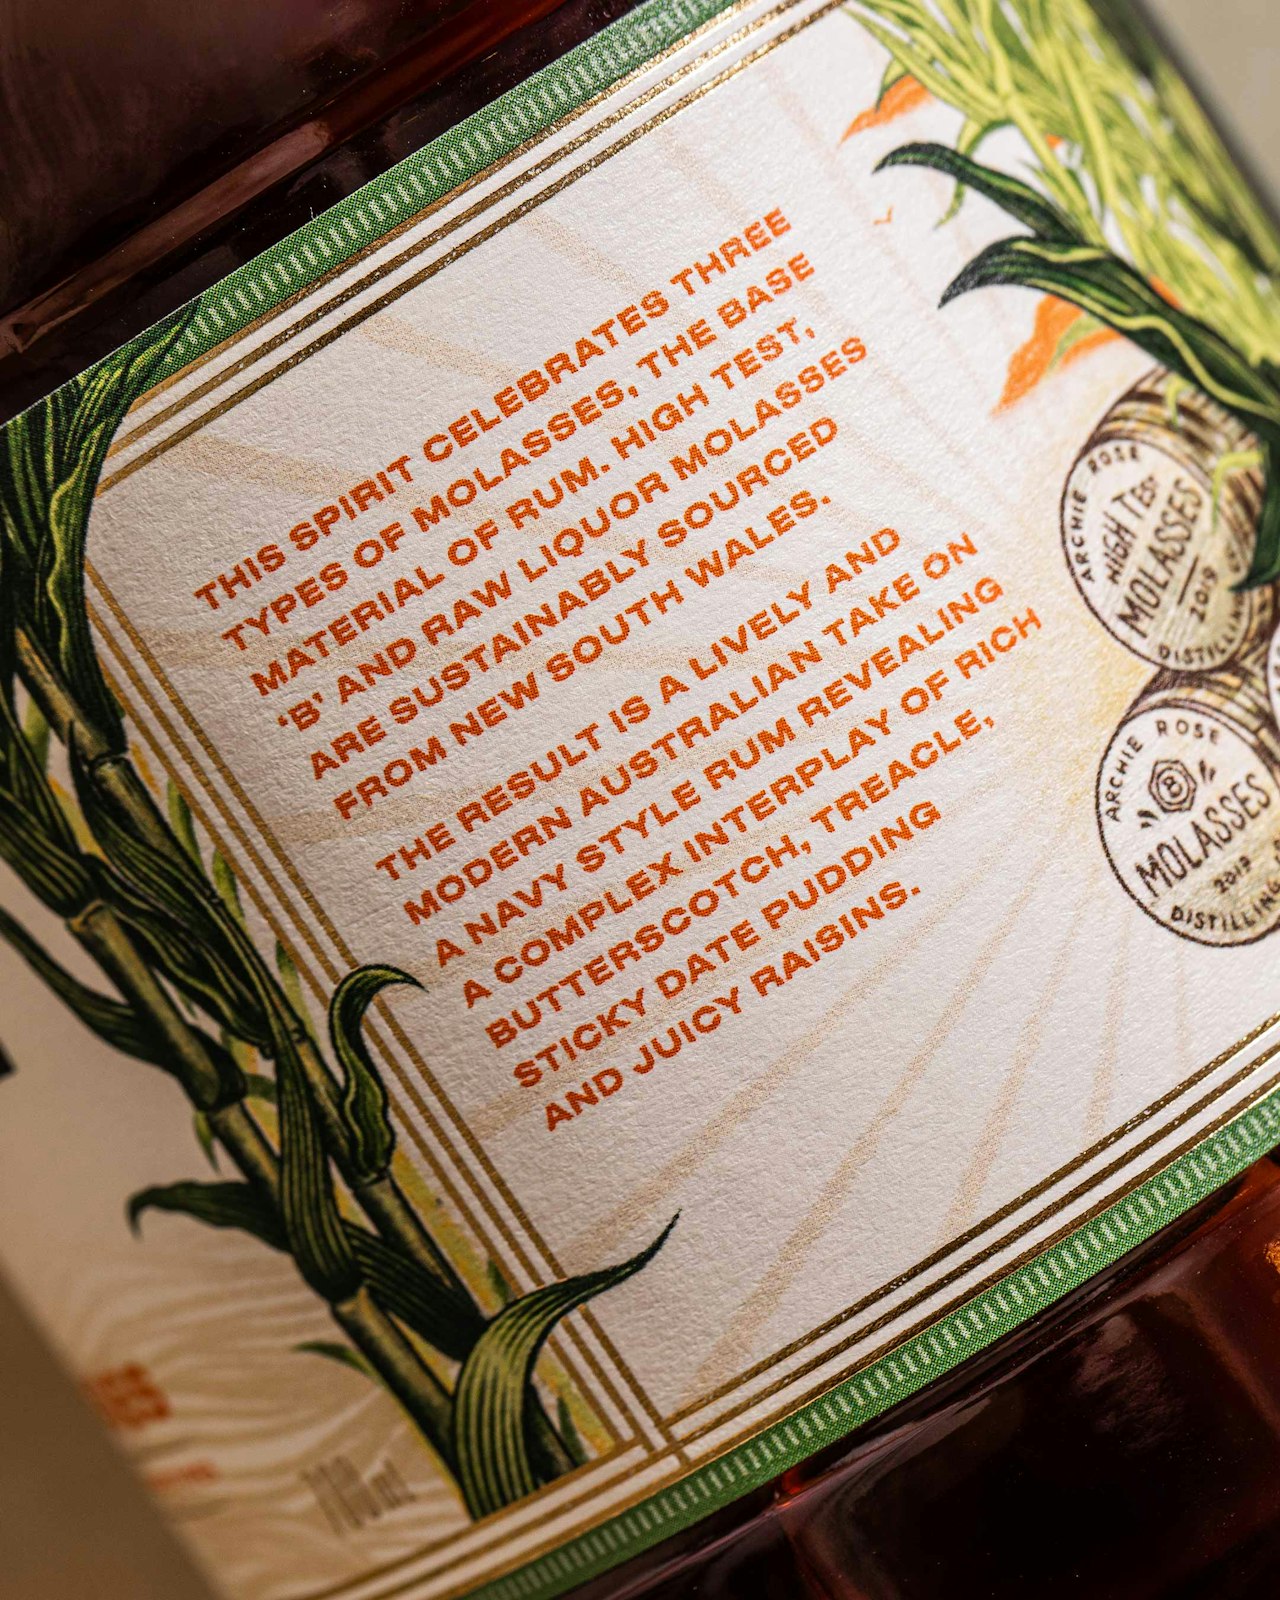 THIS SPIRIT CELEBRATES THREE
TYPES OF MOLASSES, THE BASE
MATERIAL OF RUM. HIGH TEST,
‘B’ AND RAW LIQUOR MOLASSES
ARE SUSTAINABLY SOURCED
FROM NEW SOUTH WALES.
THE RESULT IS A LIVELY AND
MODERN AUSTRALIAN TAKE ON
A NAVY STYLE RUM REVEALING
A COMPLEX INTERPLAY OF RICH
BUTTERSCOTCH, TREACLE,
STICKY DATE PUDDING
AND JUICY RAISINS.
ARCHIE ROSE
HIGH TEST
MOLASSES
2019
DISTILLING
ARCHIE ROSE
B
MOLASSES
2019
DISTILLING
700ml